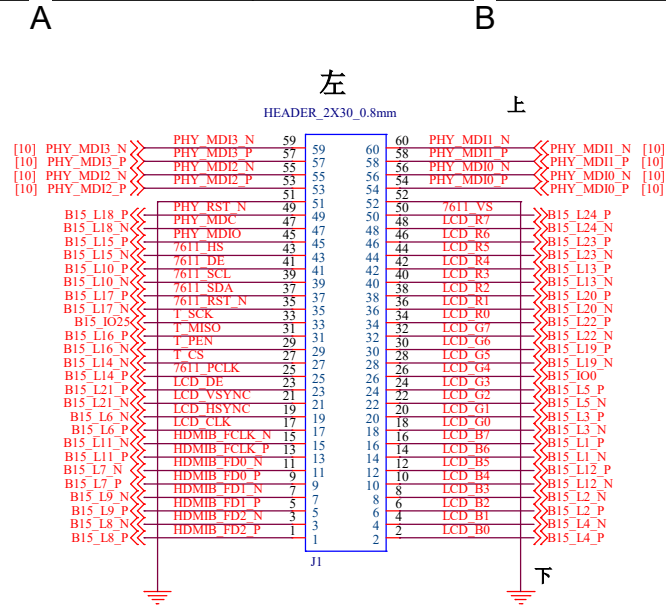 A B
左
上
HEADER_2X30_0.8mm
[10] PHY_MDI3_N PHY_MDI3_N 59 59 60 60 PHY_MDI1_N PHY_MDI1_N [10]
[10] PHY_MDI3_P PHY_MDI3_P 57 57 58 58 PHY_MDI1_P PHY_MDI1_P [10]
[10] PHY_MDI2_N PHY_MDI2_N 55 55 56 56 PHY_MDI0_N PHY_MDI0_N [10]
[10] PHY_MDI2_P PHY_MDI2_P 53 53 54 54 PHY_MDI0_P PHY_MDI0_P [10]
51 51 52 52
B15_L18_P PHY_RST_N 49 49 50 50 7611_VS B15_L24_P
B15_L18_N PHY_MDC 47 47 48 48 LCD_R7 B15_L24_N
B15_L15_P PHY_MDIO 45 45 46 46 LCD_R6 B15_L23_P
B15_L15_N 7611_HS 43 43 44 44 LCD_R5 B15_L23_N
B15_L10_P 7611_DE 41 41 42 42 LCD_R4 B15_L13_P
B15_L10_N 7611_SCL 39 39 40 40 LCD_R3 B15_L13_N
B15_L17_P 7611_SDA 37 37 38 38 LCD_R2 B15_L20_P
B15_L17_N 7611_RST_N 35 35 36 36 LCD_R1 B15_L20_N
B15_IO25 T_SCK 33 33 34 34 LCD_R0 B15_L22_P
B15_L16_P T_MISO 31 31 32 32 LCD_G7 B15_L22_N
B15_L16_N T_PEN 29 29 30 30 LCD_G6 B15_L19_P
B15_L14_N T_CS 27 27 28 28 LCD_G5 B15_L19_N
B15_L14_P 7611_PCLK 25 25 26 26 LCD_G4 B15_IO0
B15_L21_P LCD_DE 23 23 24 24 LCD_G3 B15_L5_P
B15_L21_N LCD_VSYNC 21 21 22 22 LCD_G2 B15_L5_N
B15_L6_N LCD_HSYNC 19 19 20 20 LCD_G1 B15_L3_P
B15_L6_P LCD_CLK 17 17 18 18 LCD_G0 B15_L3_N
B15_L11_N HDMIB_FCLK_N 15 15 16 16 LCD_B7 B15_L1_P
B15_L11_P HDMIB_FCLK_P 13 13 14 14 LCD_B6 B15_L1_N
B15_L7_N HDMIB_FD0_N 11 11 12 12 LCD_B5 B15_L12_P
B15_L7_P HDMIB_FD0_P 9 9 10 10 LCD_B4 B15_L12_N
B15_L9_N HDMIB_FD1_N 7 7 8 8 LCD_B3 B15_L2_N
B15_L9_P HDMIB_FD1_P 5 5 6 6 LCD_B2 B15_L2_P
B15_L8_N HDMIB_FD2_N 3 3 4 4 LCD_B1 B15_L4_N
B15_L8_P HDMIB_FD2_P 1 1 2 2 LCD_B0 B15_L4_P
J1
下